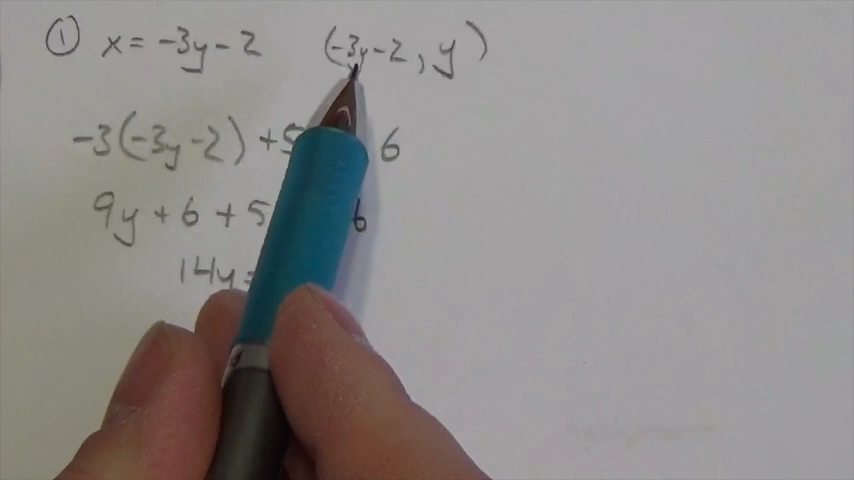 ① x = -3y - 2 (-3y - 2, y)
-3(-3y - 2) + 5 6
9y + 6 + 5 6
14y =